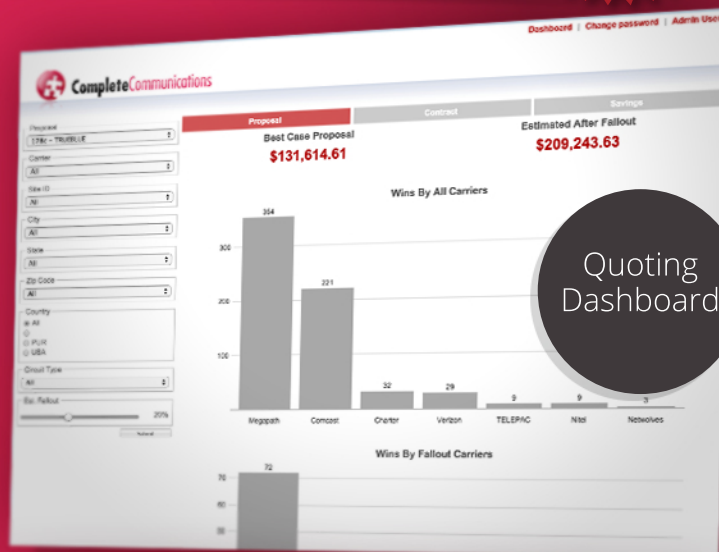 Dashboard | Change password | Admin User
CompleteCommunications
Proposal
Contract
Savings
Proposal
Best Case Proposal
$131,614.61
Estimated After Fallout
$209,243.63
Carrier
All
Site ID
All
City
All
State
All
Zip Code
All
Country
All
PUR
USA
Circuit Type
All
Est. Fallout
20%
Wins By All Carriers
354
300
221
200
100
32
29
9
9
3
Megapath
Comcast
Charter
Verizon
TELEPAC
Nitel
Netwolves
Quoting
Dashboard
Wins By Fallout Carriers
72
70
60